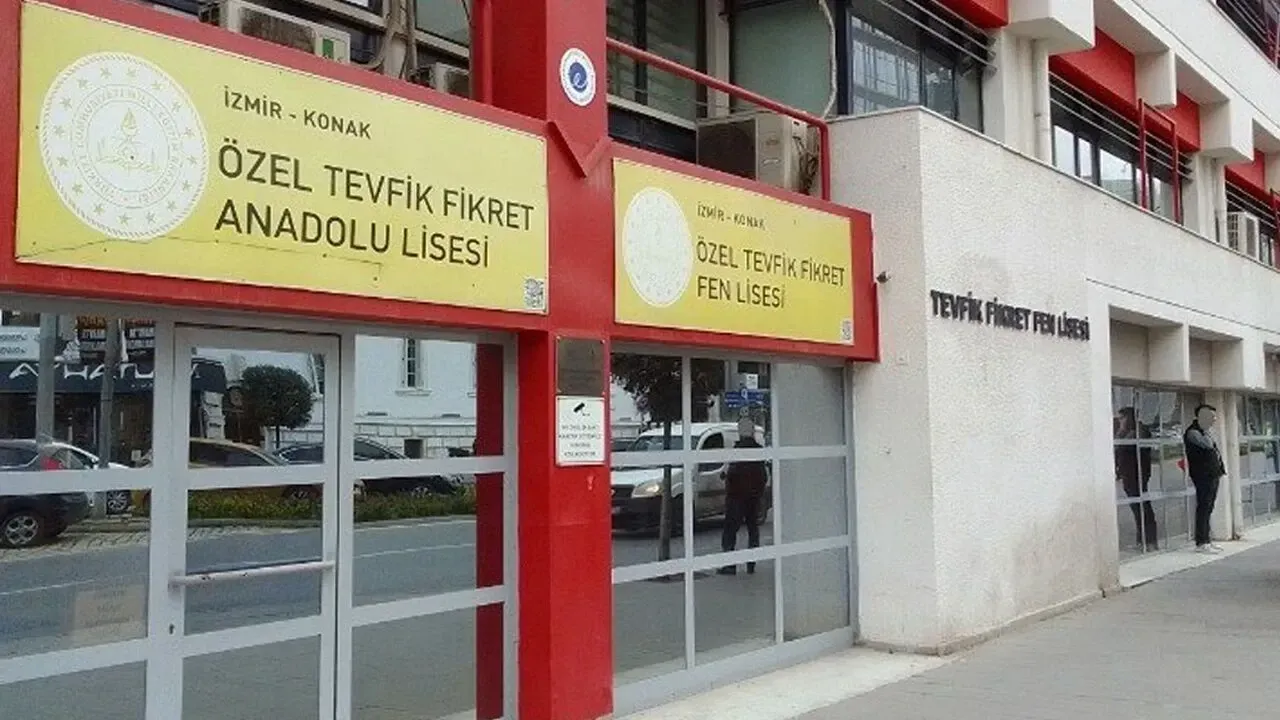 İZMİR - KONAK
ÖZEL TEVFİK FİKRET
ANADOLU LİSESİ
İZMİR - KONAK
ÖZEL TEVFİK FİKRET
FEN LİSESİ
TEVFİK FİKRET FEN LİSESİ